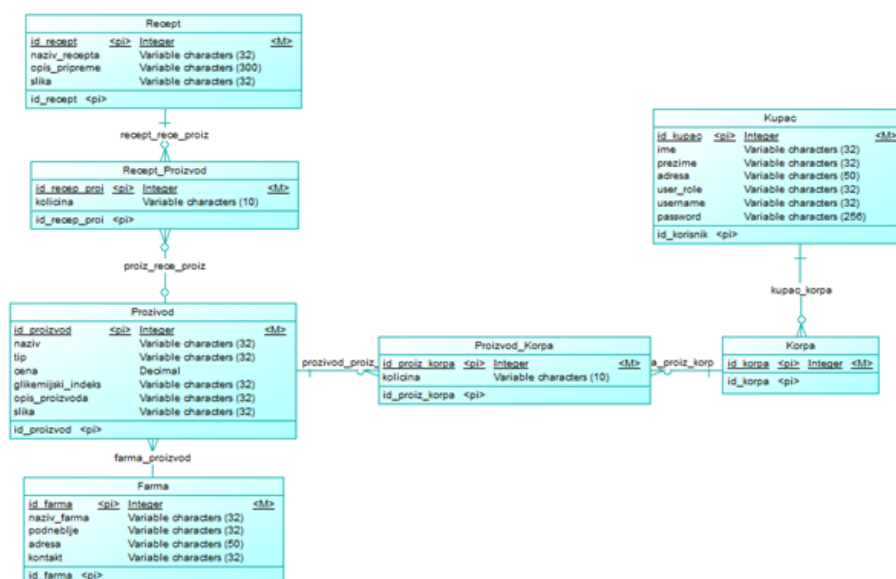 Recept
id_recept <pi> Integer <M>
naziv_recepta Variable characters (32)
opis_pripreme Variable characters (300)
slika Variable characters (32)
id_recept <pi>
recept_rece_proiz
Recept_Proizvod
id_recep_proi <pi> Integer <M>
kolicina Variable characters (10)
id_recep_proi <pi>
proiz_rece_proiz
Prozivod
id_proizvod <pi> Integer <M>
naziv Variable characters (32)
tip Variable characters (32)
cena Decimal
glikemijski_indeks Variable characters (32)
opis_proizvoda Variable characters (32)
slika Variable characters (32)
id_proizvod <pi>
farma_proizvod
Farma
id_farma <pi> Integer <M>
naziv_farma Variable characters (32)
podneblje Variable characters (32)
adresa Variable characters (50)
kontakt Variable characters (32)
id_farma <pi>
prozivod_proiz_
Proizvod_Korpa
id_proiz_korpa <pi> Integer <M>
kolicina Variable characters (10)
id_proiz_korpa <pi>
a_proiz_korp
Kupac
id_kupac <pi> Integer <M>
ime Variable characters (32)
prezime Variable characters (32)
adresa Variable characters (50)
user_role Variable characters (32)
username Variable characters (32)
password Variable characters (256)
id_korisnik <pi>
kupac_korpa
Korpa
id_korpa <pi> Integer <M>
id_korpa <pi>